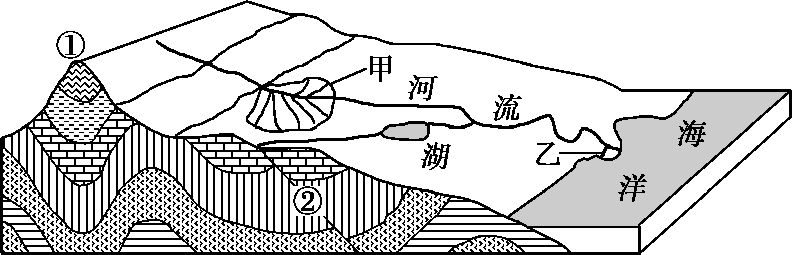 ①
甲
河
流
海
湖
乙
洋
②